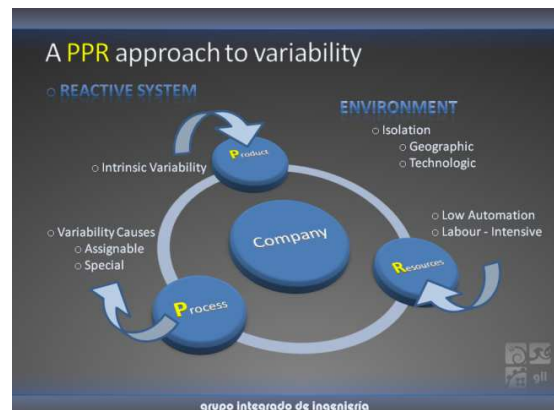 A PPR approach to variability
○ REACTIVE SYSTEM
ENVIRONMENT
○ Isolation
○ Geographic
○ Technologic
Product
○ Intrinsic Variability
○ Low Automation
○ Labour - Intensive
○ Variability Causes
○ Assignable
○ Special
Company
Resources
Process
gII
grupo integrado de ingeniería